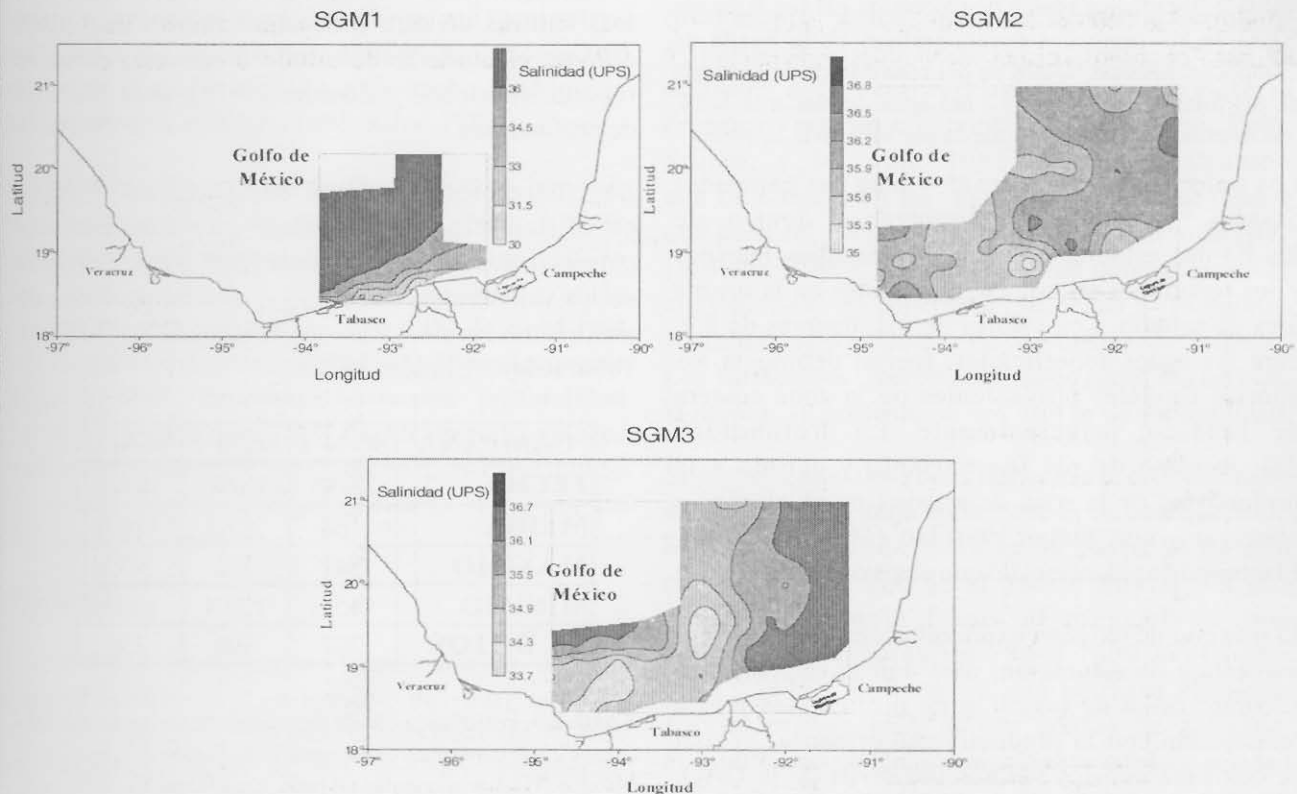 SGM1
Salinidad (UPS)
36
34.5
33
31.5
30
21°
20°
19°
18°
Latitud
Golfo de
México
Veracruz
Tabasco
Campeche
-97
-96
-95
-94
-93
-92
-91
-90
Longitud
SGM2
Salinidad (UPS)
36.8
36.5
36.2
35.9
35.6
35.3
35
21°
20°
19°
18°
Latitud
Golfo de
México
Veracruz
Tabasco
Campeche
-97
-96
-95
-94
-93
-92
-91
-90
Longitud
SGM3
Salinidad (UPS)
36.7
36.1
35.5
34.9
34.3
33.7
21°
20°
19°
18°
Latitud
Golfo de
México
Veracruz
Tabasco
Campeche
-97
-96
-95
-94
-93
-92
-91
-90
Longitud